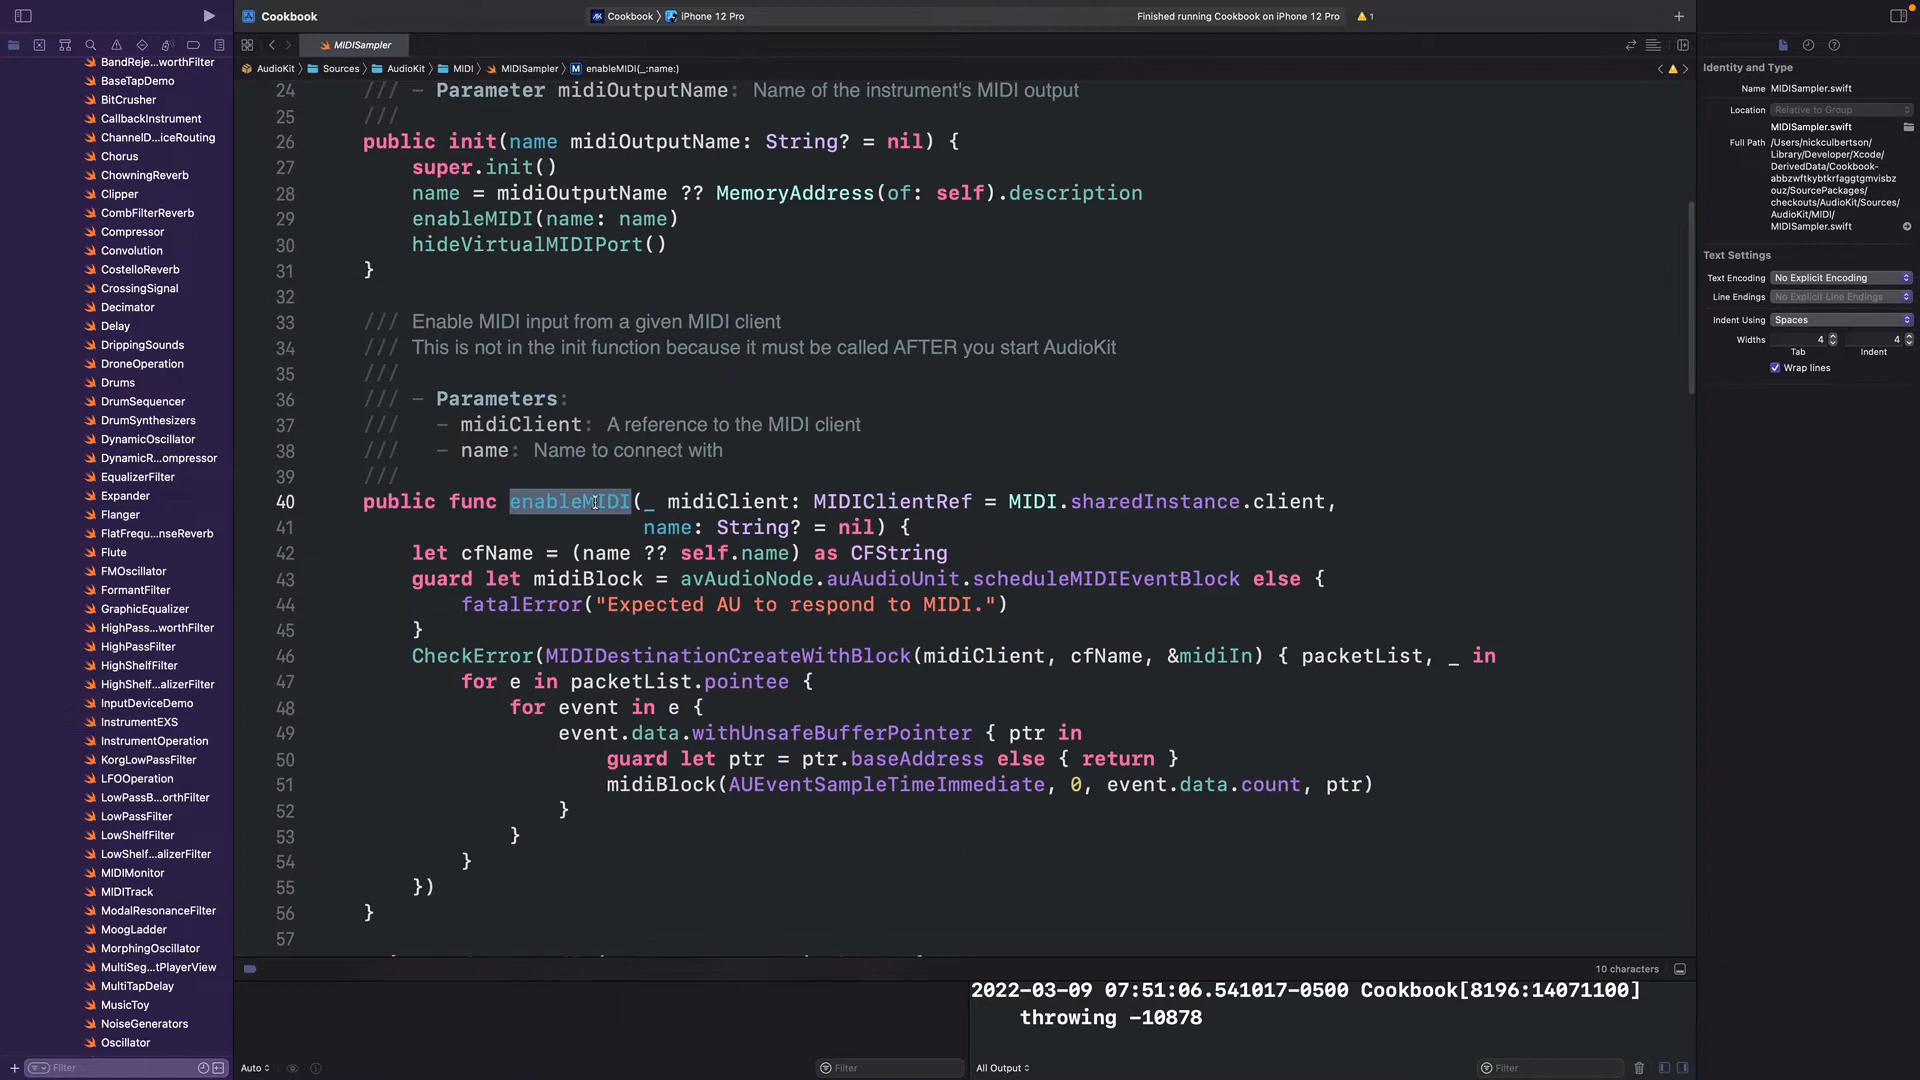 Cookbook
Cookbook
iPhone 12 Pro
Finished running Cookbook on iPhone 12 Pro
1
MIDISampler
AudioKit
Sources
AudioKit
MIDI
MIDISampler
M
enableMIDI(_:name:)
BandReje...worthFilter
BaseTapDemo
BitCrusher
CallbackInstrument
ChannelD...iceRouting
Chorus
ChowningReverb
Clipper
CombFilterReverb
Compressor
Convolution
CostelloReverb
CrossingSignal
Decimator
Delay
DrippingSounds
DroneOperation
Drums
DrumSequencer
DrumSynthesizers
DynamicOscillator
DynamicR...ompressor
EqualizerFilter
Expander
Flanger
FlatFrequ...nseReverb
Flute
FMOscillator
FormantFilter
GraphicEqualizer
HighPass...worthFilter
HighPassFilter
HighShelfFilter
HighShelf...alizerFilter
InputDeviceDemo
InstrumentEXS
InstrumentOperation
KorgLowPassFilter
LFOOperation
LowPassB...orthFilter
LowPassFilter
LowShelfFilter
LowShelf...alizerFilter
MIDIMonitor
MIDITrack
ModalResonanceFilter
MoogLadder
MorphingOscillator
MultiSeg...tPlayerView
MultiTapDelay
MusicToy
NoiseGenerators
Oscillator
Filter
24 /// - Parameter midiOutputName: Name of the instrument's MIDI output
25 ///
26 public init(name midiOutputName: String? = nil) {
27 super.init()
28 name = midiOutputName ?? MemoryAddress(of: self).description
29 enableMIDI(name: name)
30 hideVirtualMIDIPort()
31 }
32
33 /// Enable MIDI input from a given MIDI client
34 /// This is not in the init function because it must be called AFTER you start AudioKit
35 ///
36 /// - Parameters:
37 /// - midiClient: A reference to the MIDI client
38 /// - name: Name to connect with
39 ///
40 public func enableMIDI(_ midiClient: MIDIClientRef = MIDI.sharedInstance.client,
41 name: String? = nil) {
42 let cfName = (name ?? self.name) as CFString
43 guard let midiBlock = avAudioNode.auAudioUnit.scheduleMIDIEventBlock else {
44 fatalError("Expected AU to respond to MIDI.")
45 }
46 CheckError(MIDIDestinationCreateWithBlock(midiClient, cfName, &midiIn) { packetList, _ in
47 for e in packetList.pointee {
48 for event in e {
49 event.data.withUnsafeBufferPointer { ptr in
50 guard let ptr = ptr.baseAddress else { return }
51 midiBlock(AUEventSampleTimeImmediate, 0, event.data.count, ptr)
52 }
53 }
54 }
55 })
56 }
57
10 characters
2022-03-09 07:51:06.541017-0500 Cookbook[8196:14071100]
throwing -10878
Auto
Filter
All Output
Filter
Identity and Type
Name MIDISampler.swift
Location Relative to Group
MIDISampler.swift
Full Path /Users/nickculbertson/
Library/Developer/Xcode/
DerivedData/Cookbook-
abbzwftkybtkrfaggtgmvisbz
ouz/SourcePackages/
checkouts/AudioKit/Sources/
AudioKit/MIDI/
MIDISampler.swift
Text Settings
Text Encoding No Explicit Encoding
Line Endings No Explicit Line Endings
Indent Using Spaces
Widths 4 4
Tab Indent
Wrap lines